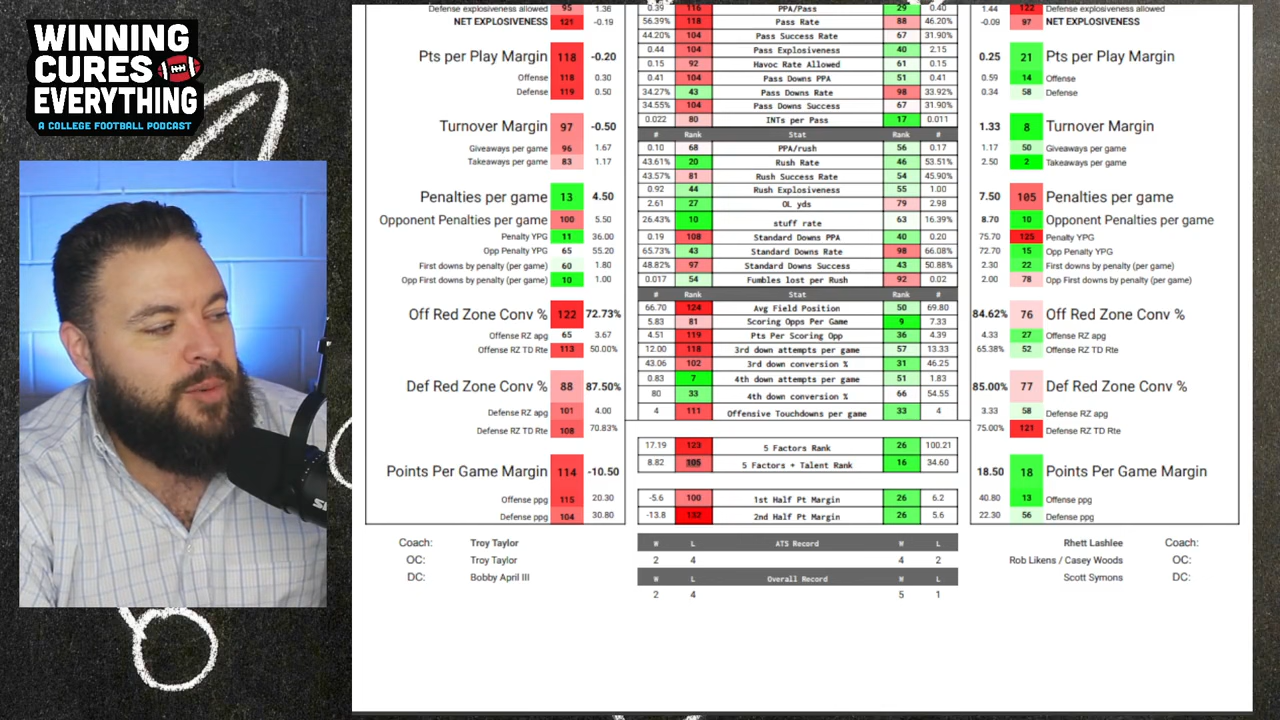 WINNING
CURES
EVERYTHING
A COLLEGE FOOTBALL PODCAST
Defense explosiveness allowed 95 1.36
NET EXPLOSIVENESS 121 -0.19
Pts per Play Margin 118 -0.20
Offense 118 0.30
Defense 119 0.50
Turnover Margin 97 -0.50
Giveaways per game 96 1.67
Takeaways per game 83 1.17
Penalties per game 13 4.50
Opponent Penalties per game 100 5.50
Penalty YPG 11 36.00
Opp Penalty YPG 65 55.20
First downs by penalty (per game) 60 1.80
Opp First downs by penalty (per game) 10 1.00
Off Red Zone Conv % 122 72.73%
Offense RZ apg 65 3.67
Offense RZ TD Rte 113 50.00%
Def Red Zone Conv % 88 87.50%
Defense RZ apg 101 4.00
Defense RZ TD Rte 108 70.83%
Points Per Game Margin 114 -10.50
Offense ppg 115 20.30
Defense ppg 104 30.80
Coach: Troy Taylor
OC: Troy Taylor
DC: Bobby April III
0.39 116 PPA/Pass 29 0.40
56.39% 118 Pass Rate 88 46.20%
44.20% 104 Pass Success Rate 67 31.90%
0.44 104 Pass Explosiveness 40 2.15
0.15 92 Havoc Rate Allowed 61 0.15
0.41 104 Pass Downs PPA 51 0.41
34.27% 43 Pass Downs Rate 98 33.92%
34.55% 104 Pass Downs Success 67 31.90%
0.022 80 INTs per Pass 17 0.011
# Rank Stat Rank #
0.10 68 PPA/rush 56 0.17
43.61% 20 Rush Rate 46 53.51%
43.57% 81 Rush Success Rate 54 45.90%
0.92 44 Rush Explosiveness 55 1.00
2.61 27 OL yds 79 2.98
26.43% 10 stuff rate 63 16.39%
0.19 108 Standard Downs PPA 40 0.20
65.73% 43 Standard Downs Rate 98 66.08%
48.82% 97 Standard Downs Success 43 50.88%
0.017 54 Fumbles lost per Rush 92 0.02
# Rank Stat Rank #
66.70 124 Avg Field Position 50 69.80
5.83 81 Scoring Opps Per Game 9 7.33
4.51 119 Pts Per Scoring Opp 36 4.39
12.00 118 3rd down attempts per game 57 13.33
43.06 102 3rd down conversion % 31 46.25
0.83 7 4th down attempts per game 51 1.83
80 33 4th down conversion % 66 54.55
4 111 Offensive Touchdowns per game 33 4
17.19 123 5 Factors Rank 26 100.21
8.82 105 5 Factors + Talent Rank 16 34.60
-5.6 100 1st Half Pt Margin 26 6.2
-13.8 132 2nd Half Pt Margin 26 5.6
W L ATS Record W L
2 4 4 2
W L Overall Record W L
2 4 5 1
1.44 122 Defense explosiveness allowed
-0.09 97 NET EXPLOSIVENESS
0.25 21 Pts per Play Margin
0.59 14 Offense
0.34 58 Defense
1.33 8 Turnover Margin
1.17 50 Giveaways per game
2.50 2 Takeaways per game
7.50 105 Penalties per game
8.70 10 Opponent Penalties per game
75.70 125 Penalty YPG
72.70 15 Opp Penalty YPG
2.30 22 First downs by penalty (per game)
2.00 78 Opp First downs by penalty (per game)
84.62% 76 Off Red Zone Conv %
4.33 27 Offense RZ apg
65.38% 52 Offense RZ TD Rte
85.00% 77 Def Red Zone Conv %
3.33 58 Defense RZ apg
75.00% 121 Defense RZ TD Rte
18.50 18 Points Per Game Margin
40.80 13 Offense ppg
22.30 56 Defense ppg
Rhett Lashlee Coach:
Rob Likens / Casey Woods OC:
Scott Symons DC: